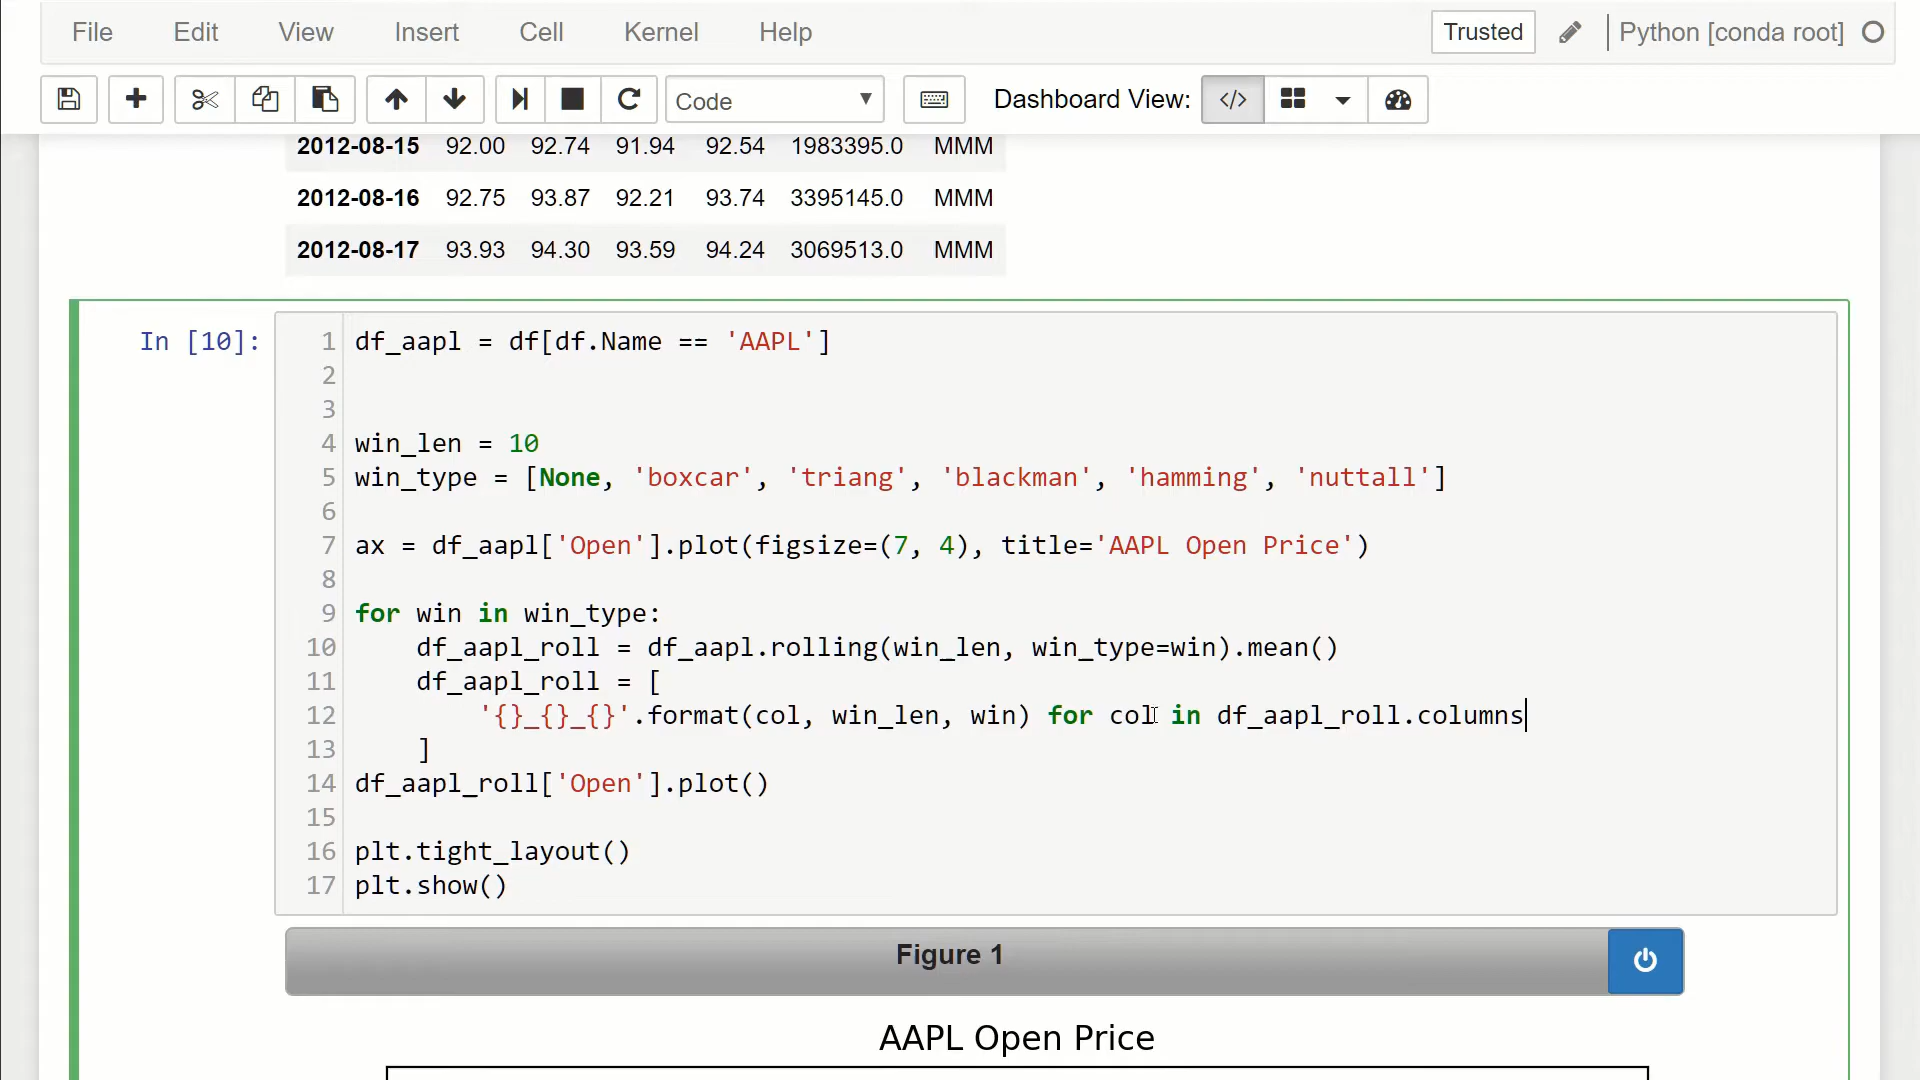 File Edit View Insert Cell Kernel Help Trusted Python [conda root]
Code Dashboard View: </>
2012-08-15 92.00 92.74 91.94 92.54 1983395.0 MMM
2012-08-16 92.75 93.87 92.21 93.74 3395145.0 MMM
2012-08-17 93.93 94.30 93.59 94.24 3069513.0 MMM
In [10]:
1 df_aapl = df[df.Name == 'AAPL']
2
3
4 win_len = 10
5 win_type = [None, 'boxcar', 'triang', 'blackman', 'hamming', 'nuttall']
6
7 ax = df_aapl['Open'].plot(figsize=(7, 4), title='AAPL Open Price')
8
9 for win in win_type:
10     df_aapl_roll = df_aapl.rolling(win_len, win_type=win).mean()
11     df_aapl_roll = [
12         '{}_{}_{}'.format(col, win_len, win) for col in df_aapl_roll.columns
13     ]
14 df_aapl_roll['Open'].plot()
15
16 plt.tight_layout()
17 plt.show()
Figure 1
AAPL Open Price